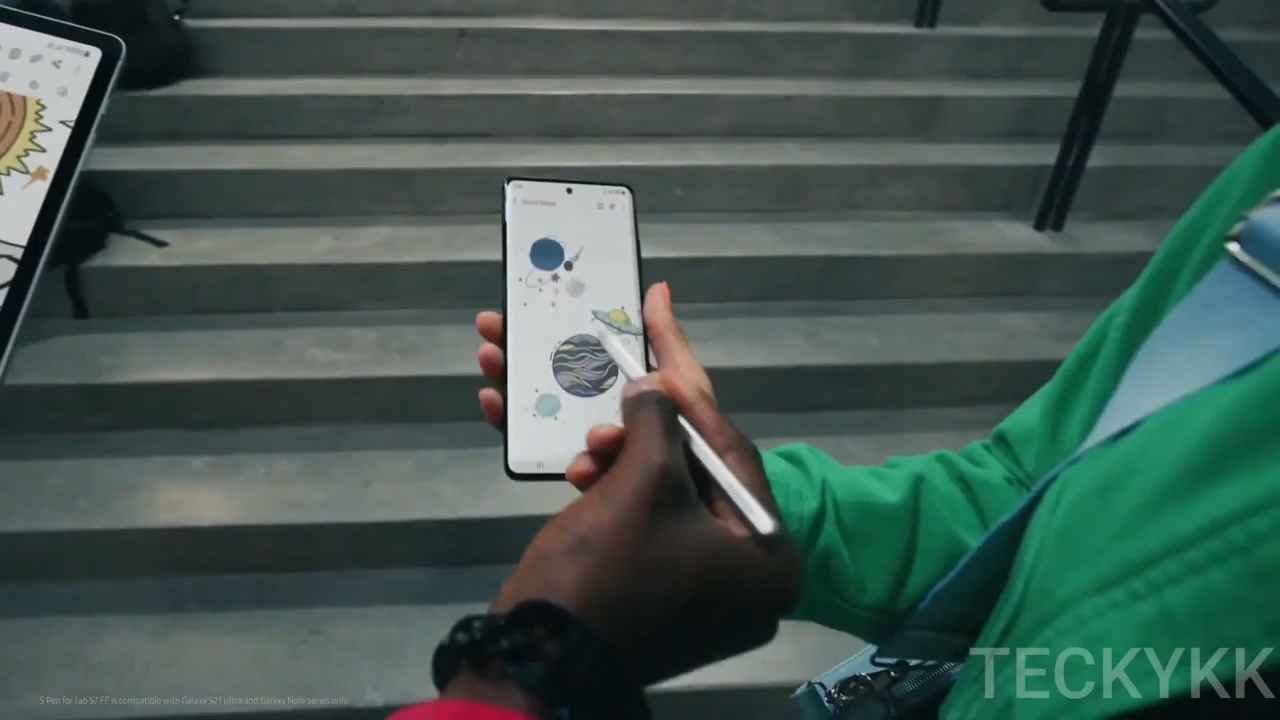 S Pen for Tab S7 FE is compatible with Galaxy S21 Ultra and Galaxy Note series only.
TECKYKK